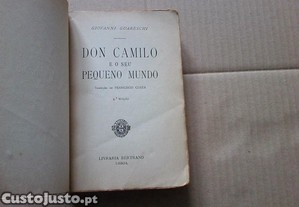 GIOVANNI GUARESCHI
DON CAMILO
E O SEU
PEQUENO MUNDO
LIVRARIA BERTRAND
LISBOA
CustoJusto.pt